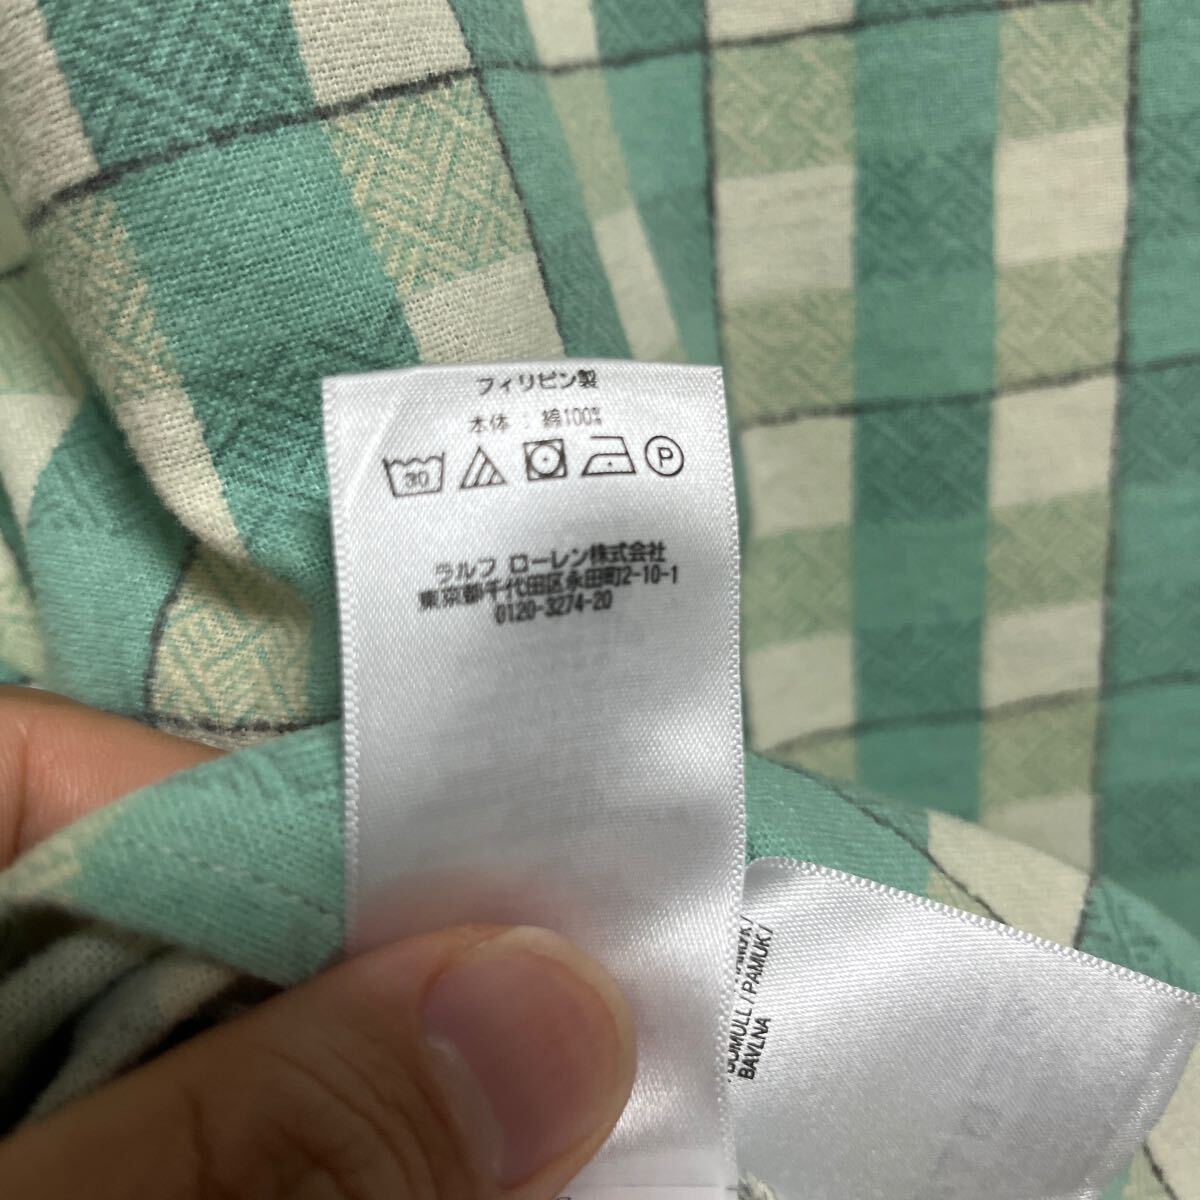 フィリピン製
本体 : 綿100%
30 P
ラルフ ローレン株式会社
東京都千代田区永田町2-10-1
0120-3274-20
/PAMUK/
BAVLNA